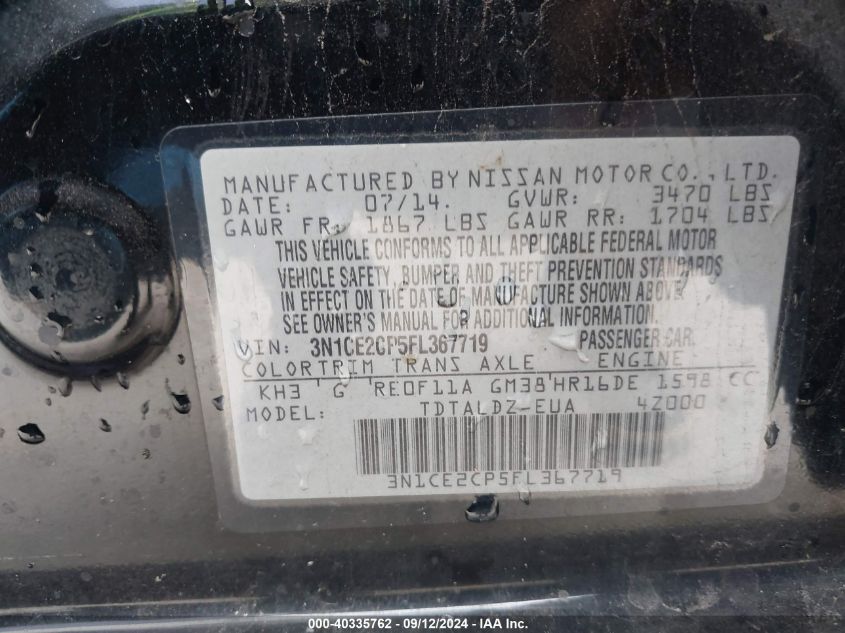 MANUFACTURED BY NISSAN MOTOR CO., LTD.
DATE: 07/14. GVWR: 3470 LBS
GAWR FR: 1867 LBS GAWR RR: 1704 LBS
THIS VEHICLE CONFORMS TO ALL APPLICABLE FEDERAL MOTOR
VEHICLE SAFETY, BUMPER AND THEFT PREVENTION STANDARDS
IN EFFECT ON THE DATE OF MANUFACTURE SHOWN ABOVE
SEE OWNER'S MANUAL FOR ADDITIONAL INFORMATION.
VIN: 3N1CE2CP5FL367719 PASSENGER CAR
COLOR TRIM TRANS AXLE ENGINE
KH3 G RE0F11A GM38 HR16DE 1598 CC
MODEL: TDTALDZ-EUA 4Z000
3N1CE2CP5FL367719
000-40335762 - 09/12/2024 - © IAA, Inc.